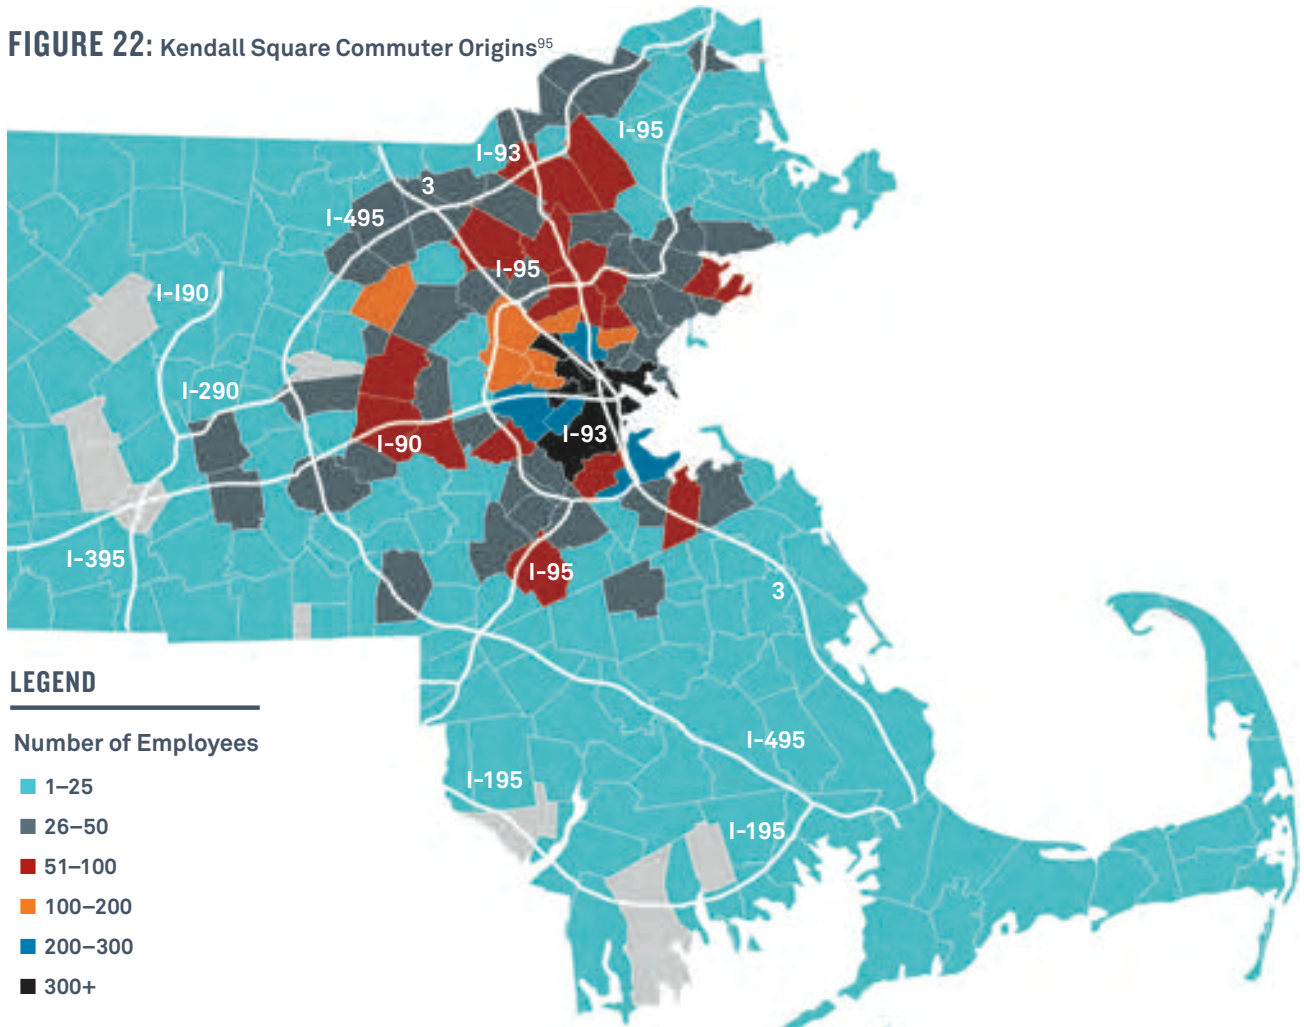 FIGURE 22: Kendall Square Commuter Origins95
I-95
I-93
3
I-495
I-95
I-I90
I-290
I-90
I-93
I-395
I-95
3
LEGEND
Number of Employees
I-495
I-195
1–25
26–50
I-195
51–100
100–200
200–300
300+